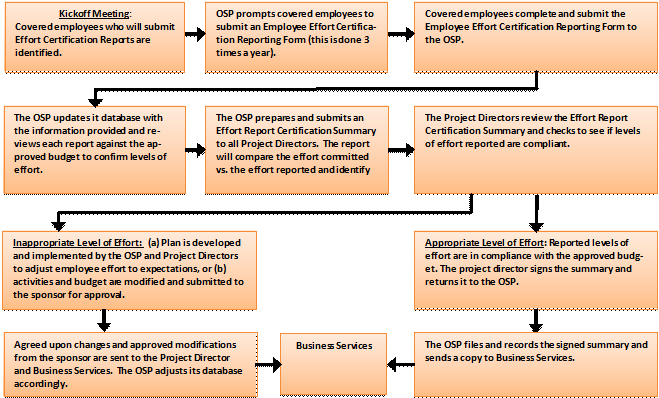 Kickoff Meeting:
Covered employees who will submit
Effort Certification Reports are
identified.
OSP prompts covered employees to
submit an Employee Effort Certifica-
tion Reporting Form (this is done 3
times a year).
Covered employees complete and submit the
Employee Effort Certification Reporting Form to
the OSP.
The OSP updates it database with
the information provided and re-
views each report against the ap-
proved budget to confirm levels of
effort.
The OSP prepares and submits an
Effort Report Certification Summary
to all Project Directors. The report
will compare the effort committed
vs. the effort reported and identify
The Project Directors review the Effort Report
Certification Summary and checks to see if levels
of effort reported are compliant.
Inappropriate Level of Effort: (a) Plan is developed
and implemented by the OSP and Project Directors
to adjust employee effort to expectations, or (b)
activities and budget are modified and submitted to
the sponsor for approval.
Appropriate Level of Effort: Reported levels of
effort are in compliance with the approved budg-
et. The project director signs the summary and
returns it to the OSP.
Agreed upon changes and approved modifications
from the sponsor are sent to the Project Director
and Business Services. The OSP adjusts its database
accordingly.
Business Services
The OSP files and records the signed summary and
sends a copy to Business Services.